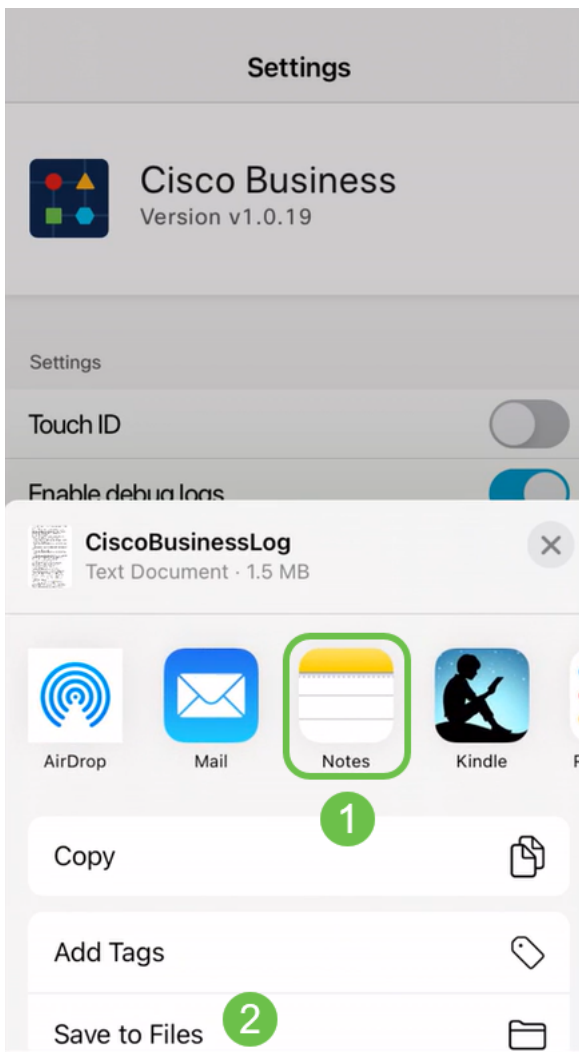 Settings
Cisco Business
Version v1.0.19
Settings
Touch ID
Enable debug logs
CiscoBusinessLog
Text Document · 1.5 MB
AirDrop
Mail
Notes
Kindle
1
Copy
Add Tags
Save to Files
2